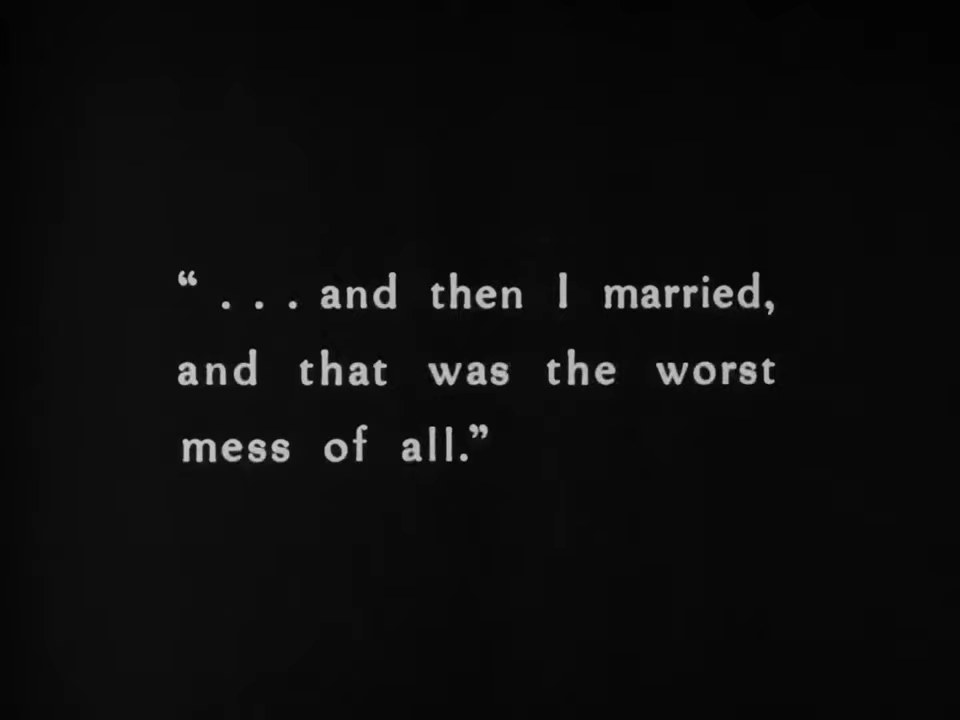 “ . . . and then I married,
and that was the worst
mess of all.”